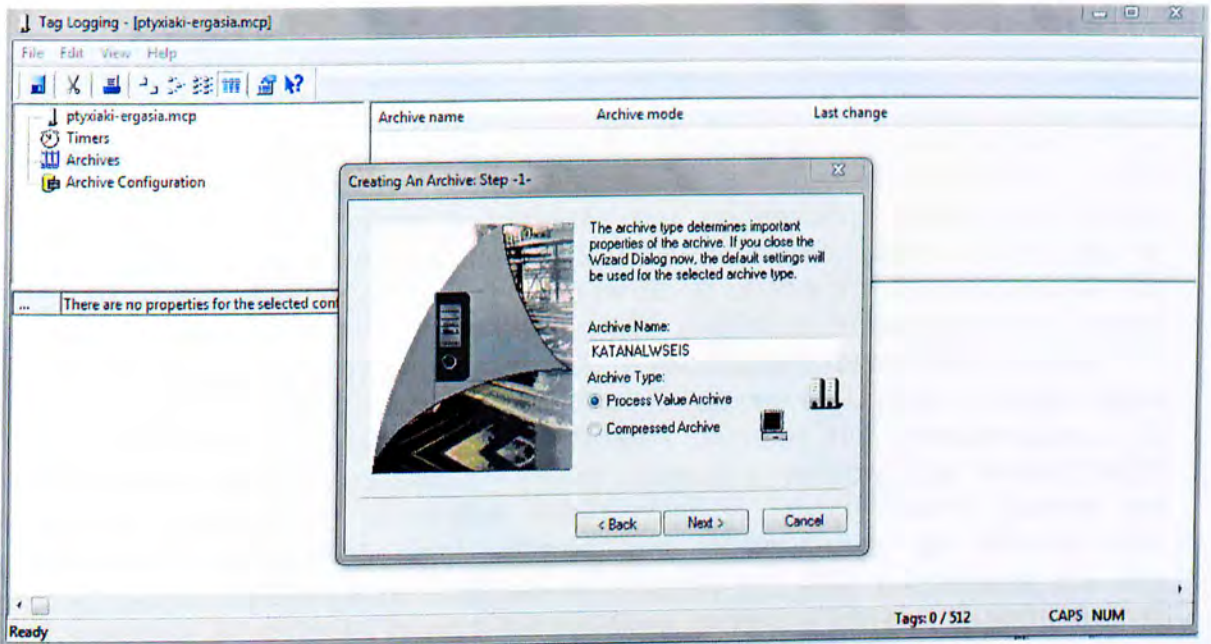 Tag Logging - [ptyxiaki-ergasia.mcp]
File Edit View Help
ptyxiaki-ergasia.mcp
Timers
Archives
Archive Configuration
Archive name Archive mode Last change
... There are no properties for the selected conf
Creating An Archive: Step -1-
The archive type determines important
properties of the archive. If you close the
Wizard Dialog now, the default settings will
be used for the selected archive type.
Archive Name:
KATANALWSEIS
Archive Type:
Process Value Archive
Compressed Archive
< Back Next > Cancel
Tags: 0 / 512 CAPS NUM
Ready